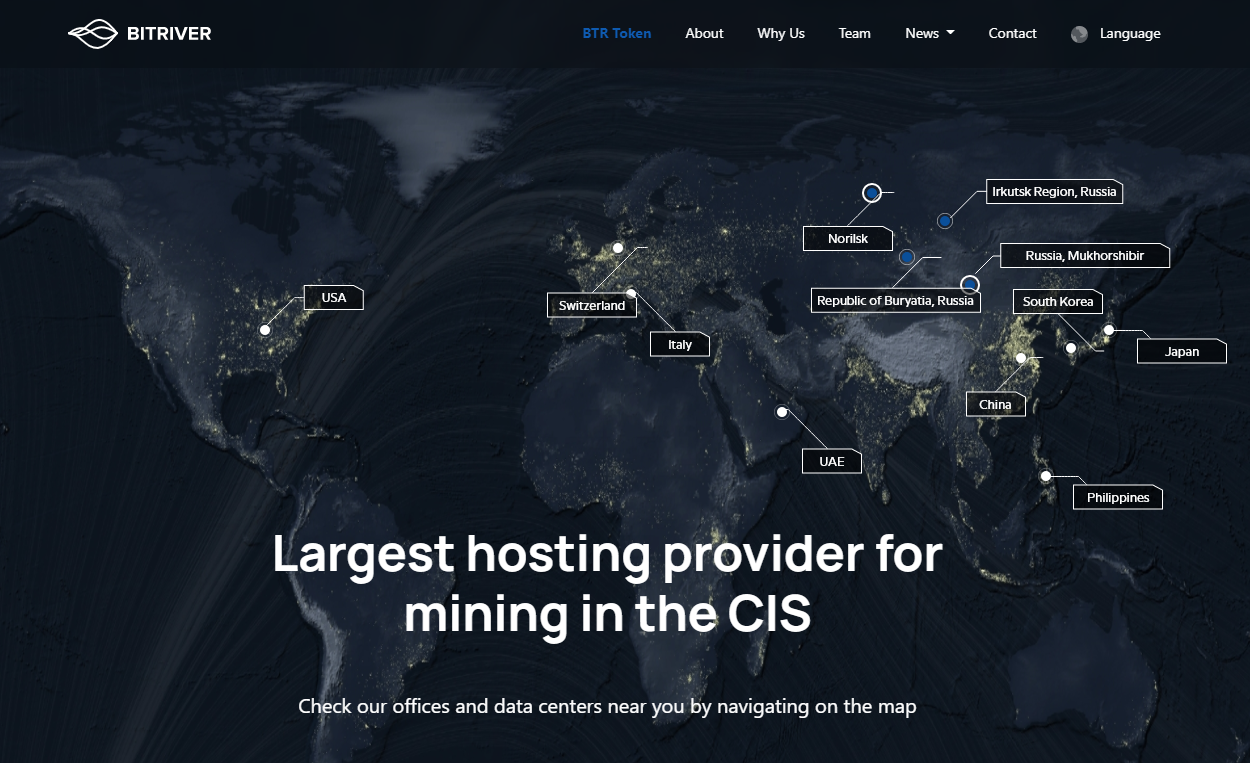 BITRIVER
BTR Token
About
Why Us
Team
News
Contact
Language
Irkutsk Region, Russia
Norilsk
Russia, Mukhorshibir
USA
Switzerland
Republic of Buryatia, Russia
South Korea
Italy
Japan
China
UAE
Philippines
Largest hosting provider for
mining in the CIS
Check our offices and data centers near you by navigating on the map